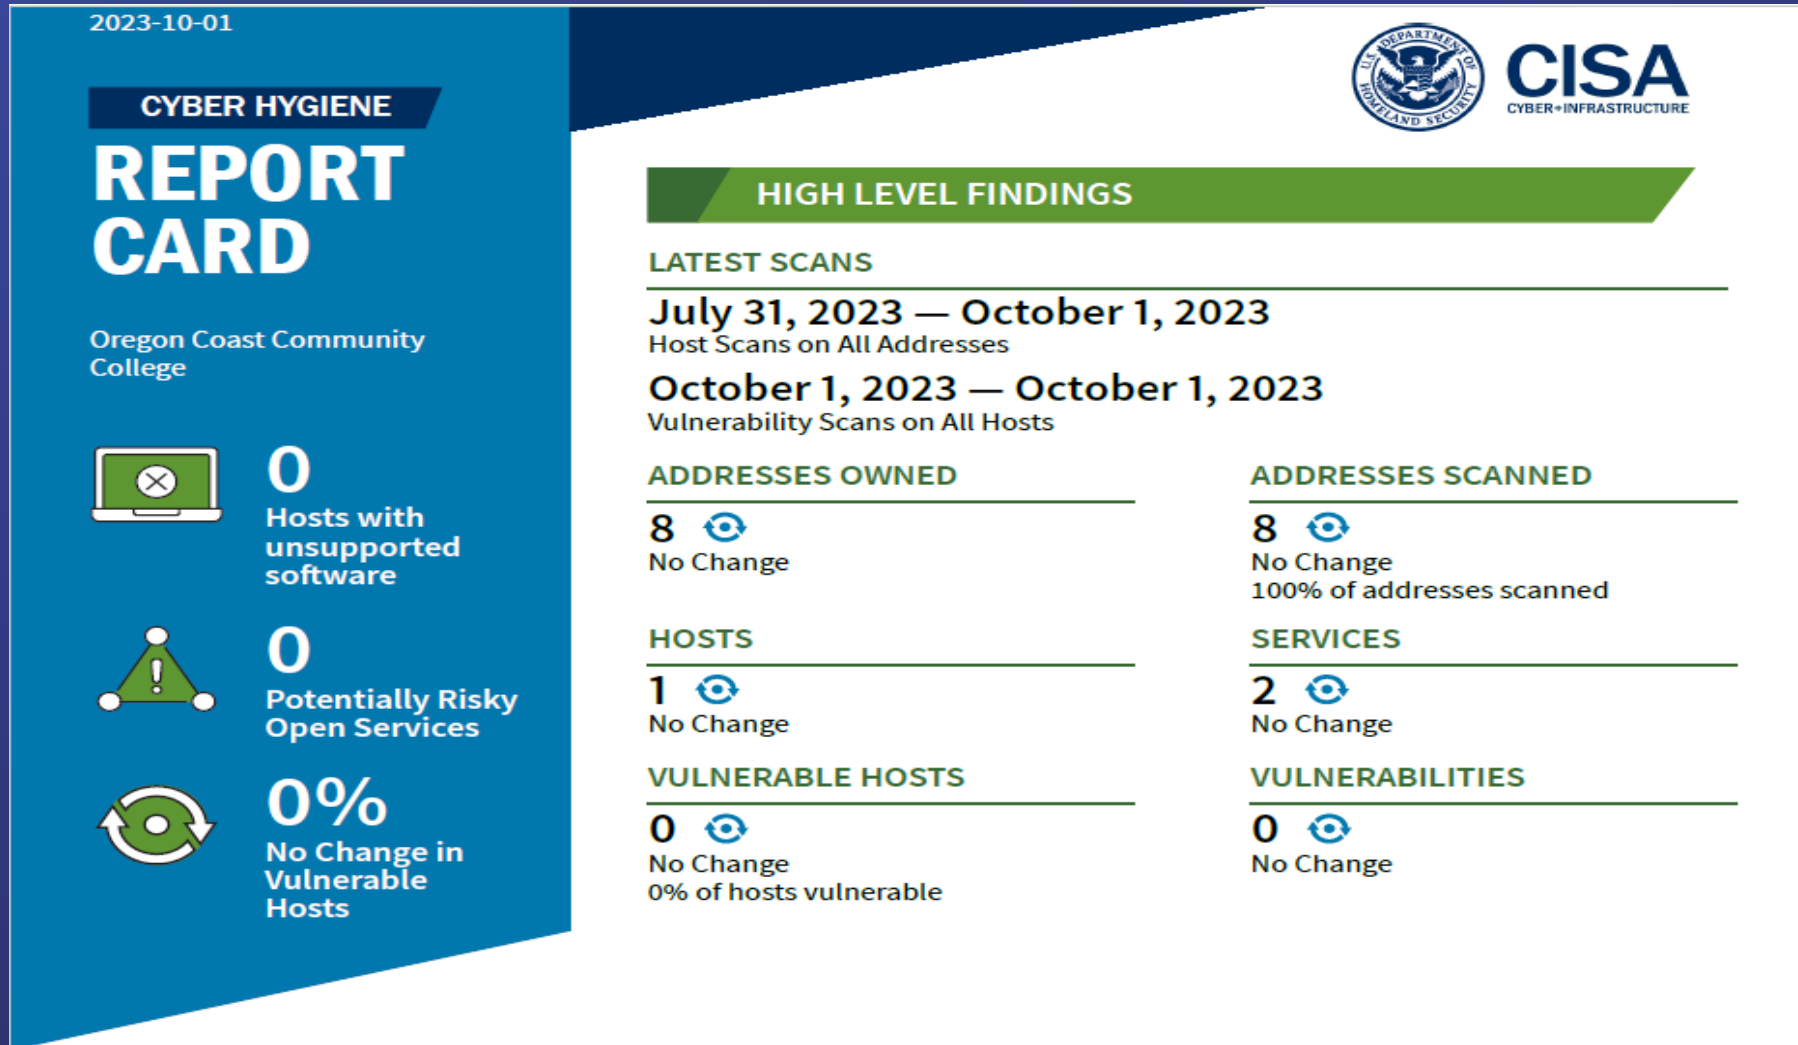 2023-10-01
CYBER HYGIENE
REPORT
CARD
Oregon Coast Community
College
0
Hosts with
unsupported
software
0
Potentially Risky
Open Services
0%
No Change in
Vulnerable
Hosts
U.S. DEPARTMENT OF
HOMELAND SECURITY
CISA
CYBER+INFRASTRUCTURE
HIGH LEVEL FINDINGS
LATEST SCANS
July 31, 2023 — October 1, 2023
Host Scans on All Addresses
October 1, 2023 — October 1, 2023
Vulnerability Scans on All Hosts
ADDRESSES OWNED
8
No Change
ADDRESSES SCANNED
8
No Change
100% of addresses scanned
HOSTS
1
No Change
SERVICES
2
No Change
VULNERABLE HOSTS
0
No Change
0% of hosts vulnerable
VULNERABILITIES
0
No Change